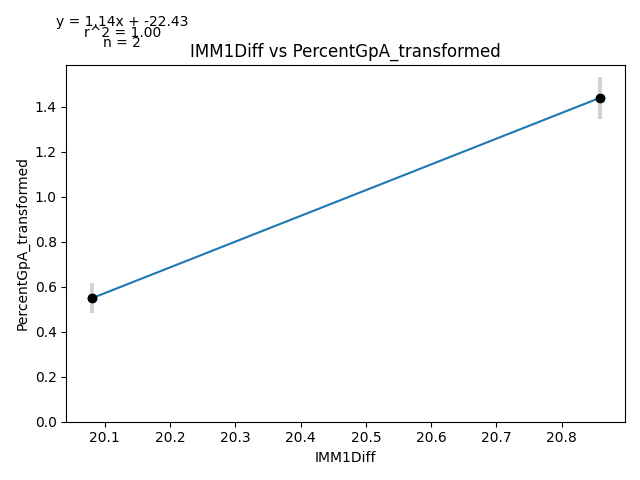 y = 1.14x + -22.43
r^2 = 1.00
n = 2
IMM1Diff vs PercentGpA_transformed
PercentGpA_transformed
1.4
1.2
1.0
0.8
0.6
0.4
0.2
0.0
20.1 20.2 20.3 20.4 20.5 20.6 20.7 20.8
IMM1Diff